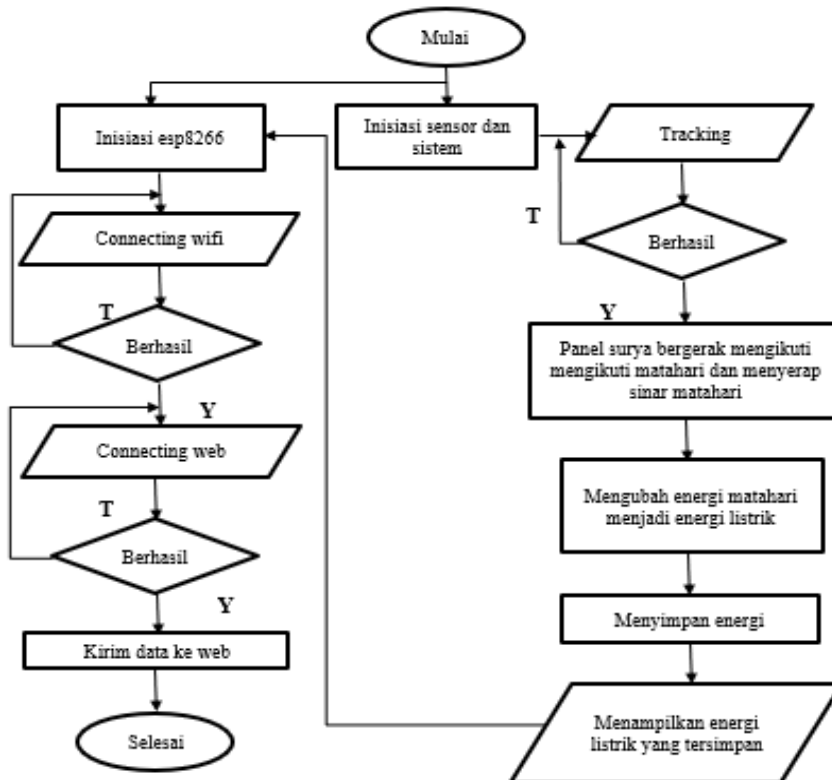 Mulai
Inisiasi esp8266
Inisiasi sensor dan
sistem
Tracking
T
Berhasil
Y
Connecting wifi
T
Berhasil
Y
Panel surya bergerak mengikuti
mengikuti matahari dan menyerap
sinar matahari
Connecting web
T
Berhasil
Y
Mengubah energi matahari
menjadi energi listrik
Menyimpan energi
Kirim data ke web
Menampilkan energi
listrik yang tersimpan
Selesai